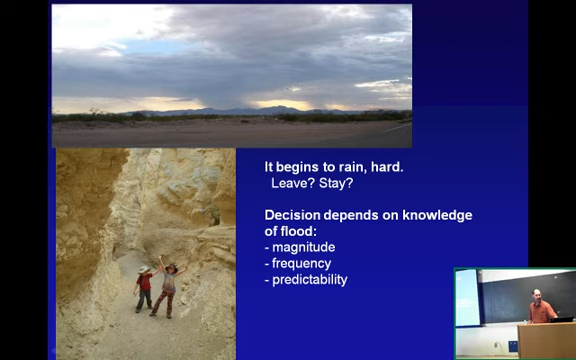 It begins to rain, hard.
Leave? Stay?
Decision depends on knowledge
of flood:
- magnitude
- frequency
- predictability